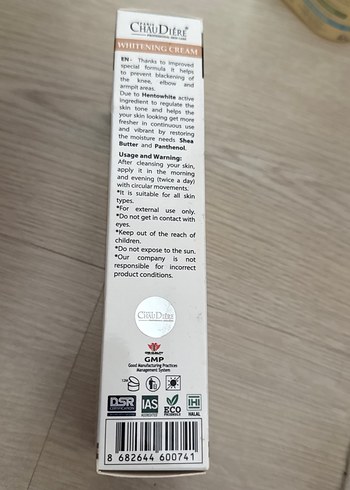 CHAUDIÈRE
WHITENING CREAM
EN: Thanks to improved
special formula it helps
to prevent blackening of
the knee, elbow and
armpit areas.
Due to Hentowhite active
ingredient to regulate the
skin tone and helps the
your skin looking get more
fresher in continuous use
and vibrant by restoring
the moisture needs Shea
Butter and Panthenol.
Usage and Warning:
After cleansing your skin,
apply it in the morning
and evening (twice a day)
with circular movements.
*It is suitable for all skin
types.
*For external use only.
*Do not get in contact with
eyes.
*Keep out of the reach of
children.
*Do not expose to the sun.
*Our company is not
responsible for incorrect
product conditions.
CHAUDIÈRE
GMP
Good Manufacturing Practices
Management System
DSR
CERTIFICATION
IAS
ACCREDITED
ECO
IHI
HALAL
8 682644 600741